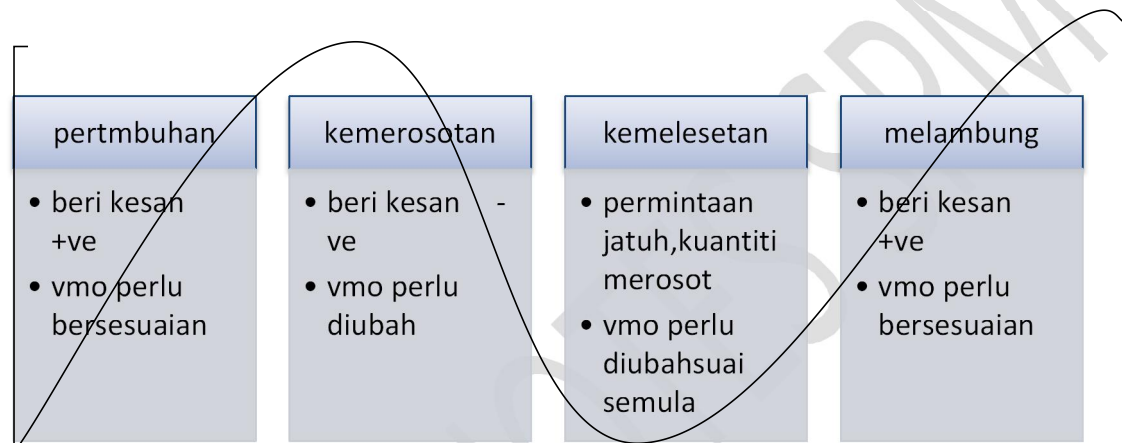 pertmbuhan
• beri kesan
+ve
• vmo perlu
bersesuaian
kemerosotan
• beri kesan -
ve
• vmo perlu
diubah
kemelesetan
• permintaan
jatuh,kuantiti
merosot
• vmo perlu
diubahsuai
semula
melambung
• beri kesan
+ve
• vmo perlu
bersesuaian